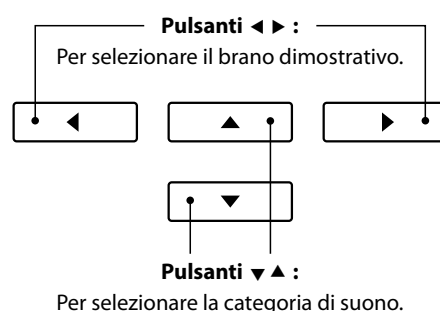 Pulsanti ◀ ▶ :
Per selezionare il brano dimostrativo.
Pulsanti ▼ ▲ :
Per selezionare la categoria di suono.